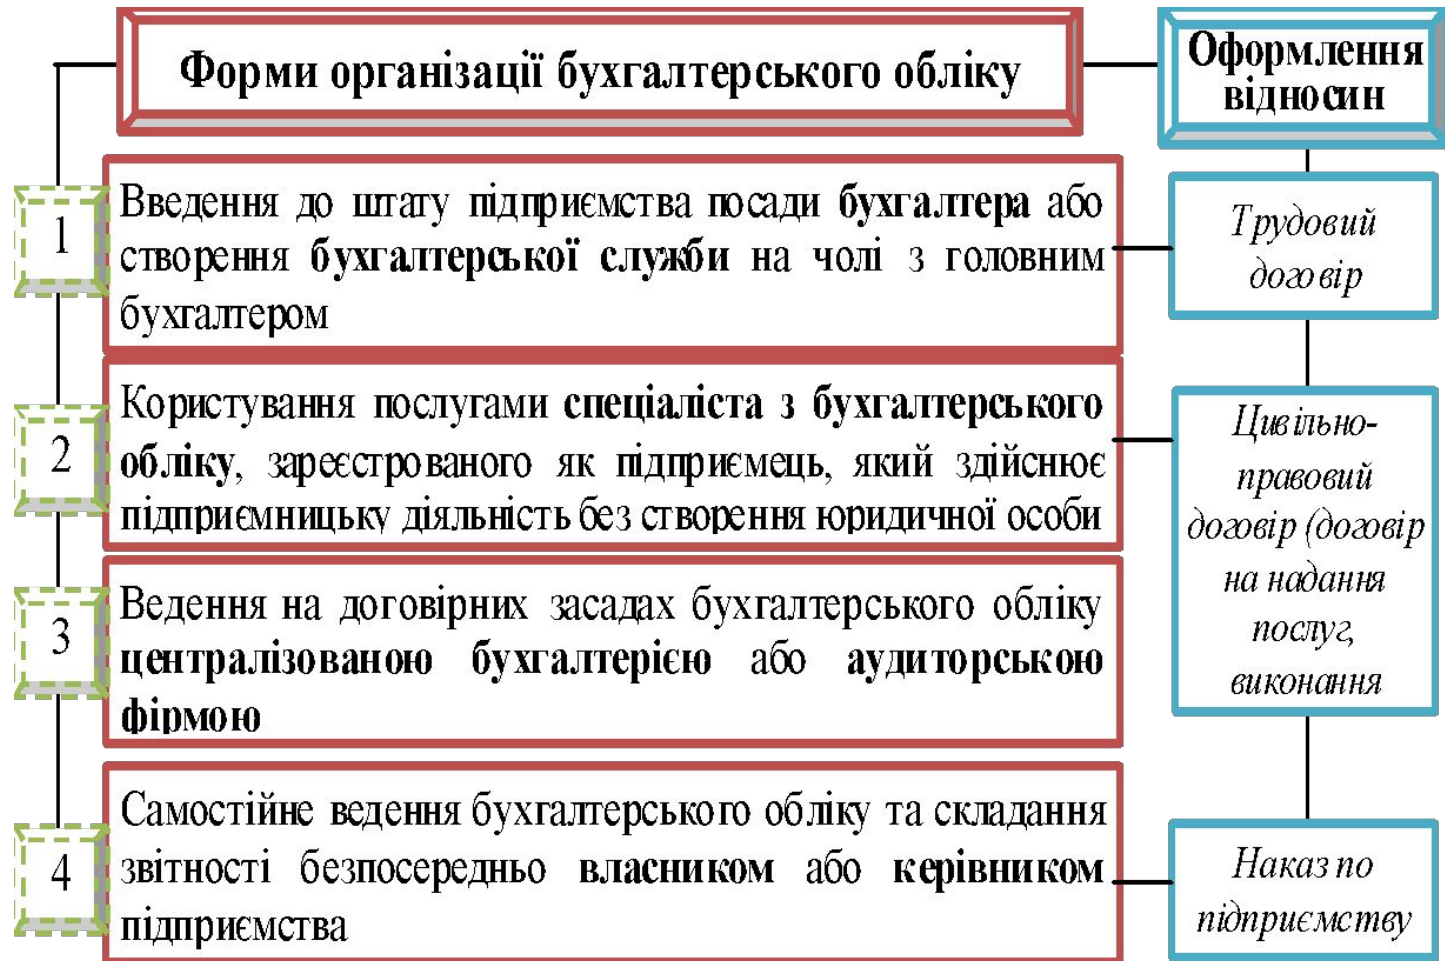 Форми організації бухгалтерського обліку
Оформлення
відносин
1
Введення до штату підприємства посади бухгалтера або
створення бухгалтерської служби на чолі з головним
бухгалтером
Трудовий
договір
2
Користування послугами спеціаліста з бухгалтерського
обліку, зареєстрованого як підприємець, який здійснює
підприємницьку діяльність без створення юридичної особи
Цивільно-
правовий
договір (договір
на надання
послуг,
виконання
3
Ведення на договірних засадах бухгалтерського обліку
централізованою бухгалтерією або аудиторською
фірмою
4
Самостійне ведення бухгалтерського обліку та складання
звітності безпосередньо власником або керівником
підприємства
Наказ по
підприємству